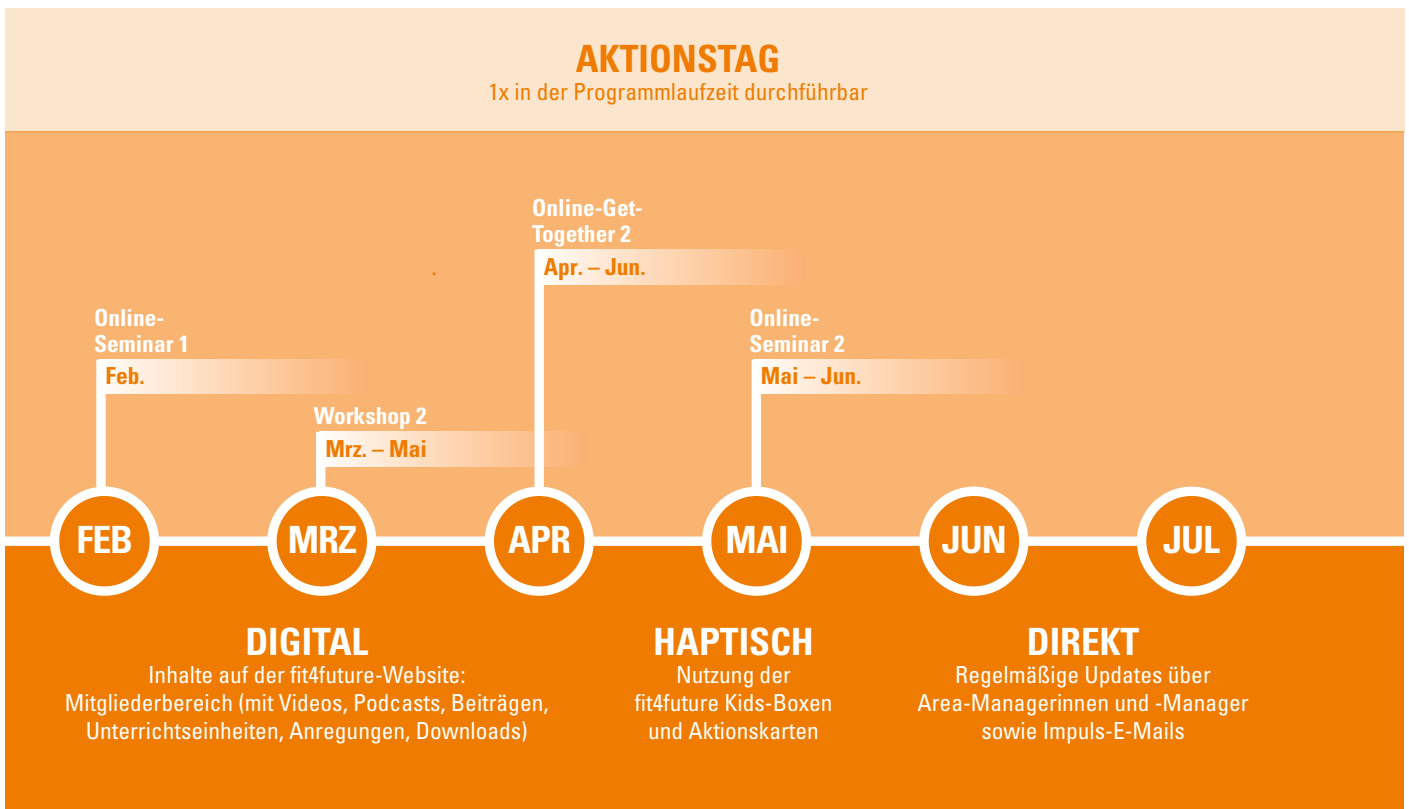 AKTIONSTAG
1x in der Programmlaufzeit durchführbar
Online-Get-
Together 2
Apr. – Jun.
Online-
Seminar 1
Feb.
Online-
Seminar 2
Mai – Jun.
Workshop 2
Mrz. – Mai
FEB
MRZ
APR
MAI
JUN
JUL
DIGITAL
Inhalte auf der fit4future-Website:
Mitgliederbereich (mit Videos, Podcasts, Beiträgen,
Unterrichtseinheiten, Anregungen, Downloads)
HAPTISCH
Nutzung der
fit4future Kids-Boxen
und Aktionskarten
DIREKT
Regelmäßige Updates über
Area-Managerinnen und -Manager
sowie Impuls-E-Mails